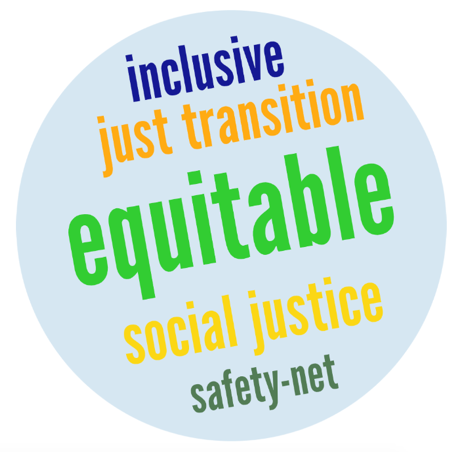 inclusive
just transition
equitable
social justice
safety-net